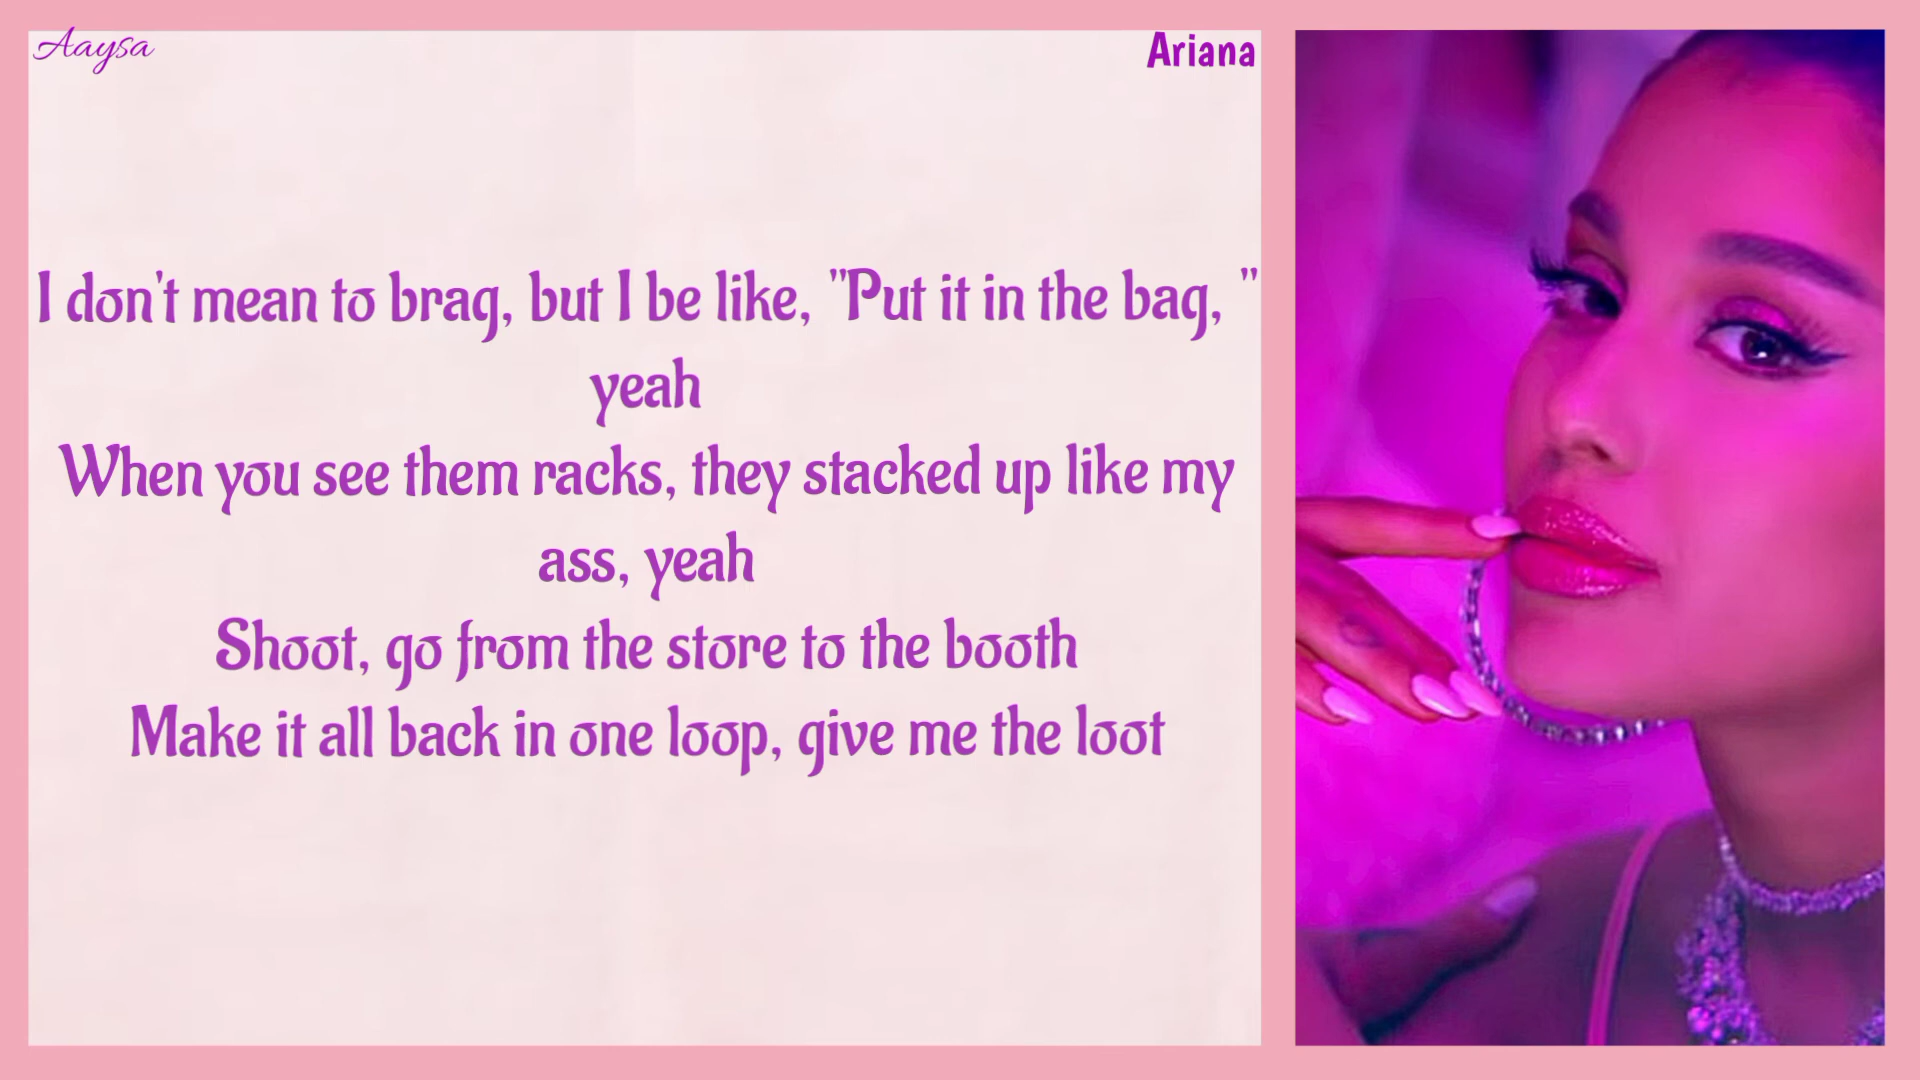 Aaysa
Ariana
I don't mean to brag, but I be like, "Put it in the bag, "
yeah
When you see them racks, they stacked up like my
ass, yeah
Shoot, go from the store to the booth
Make it all back in one loop, give me the loot